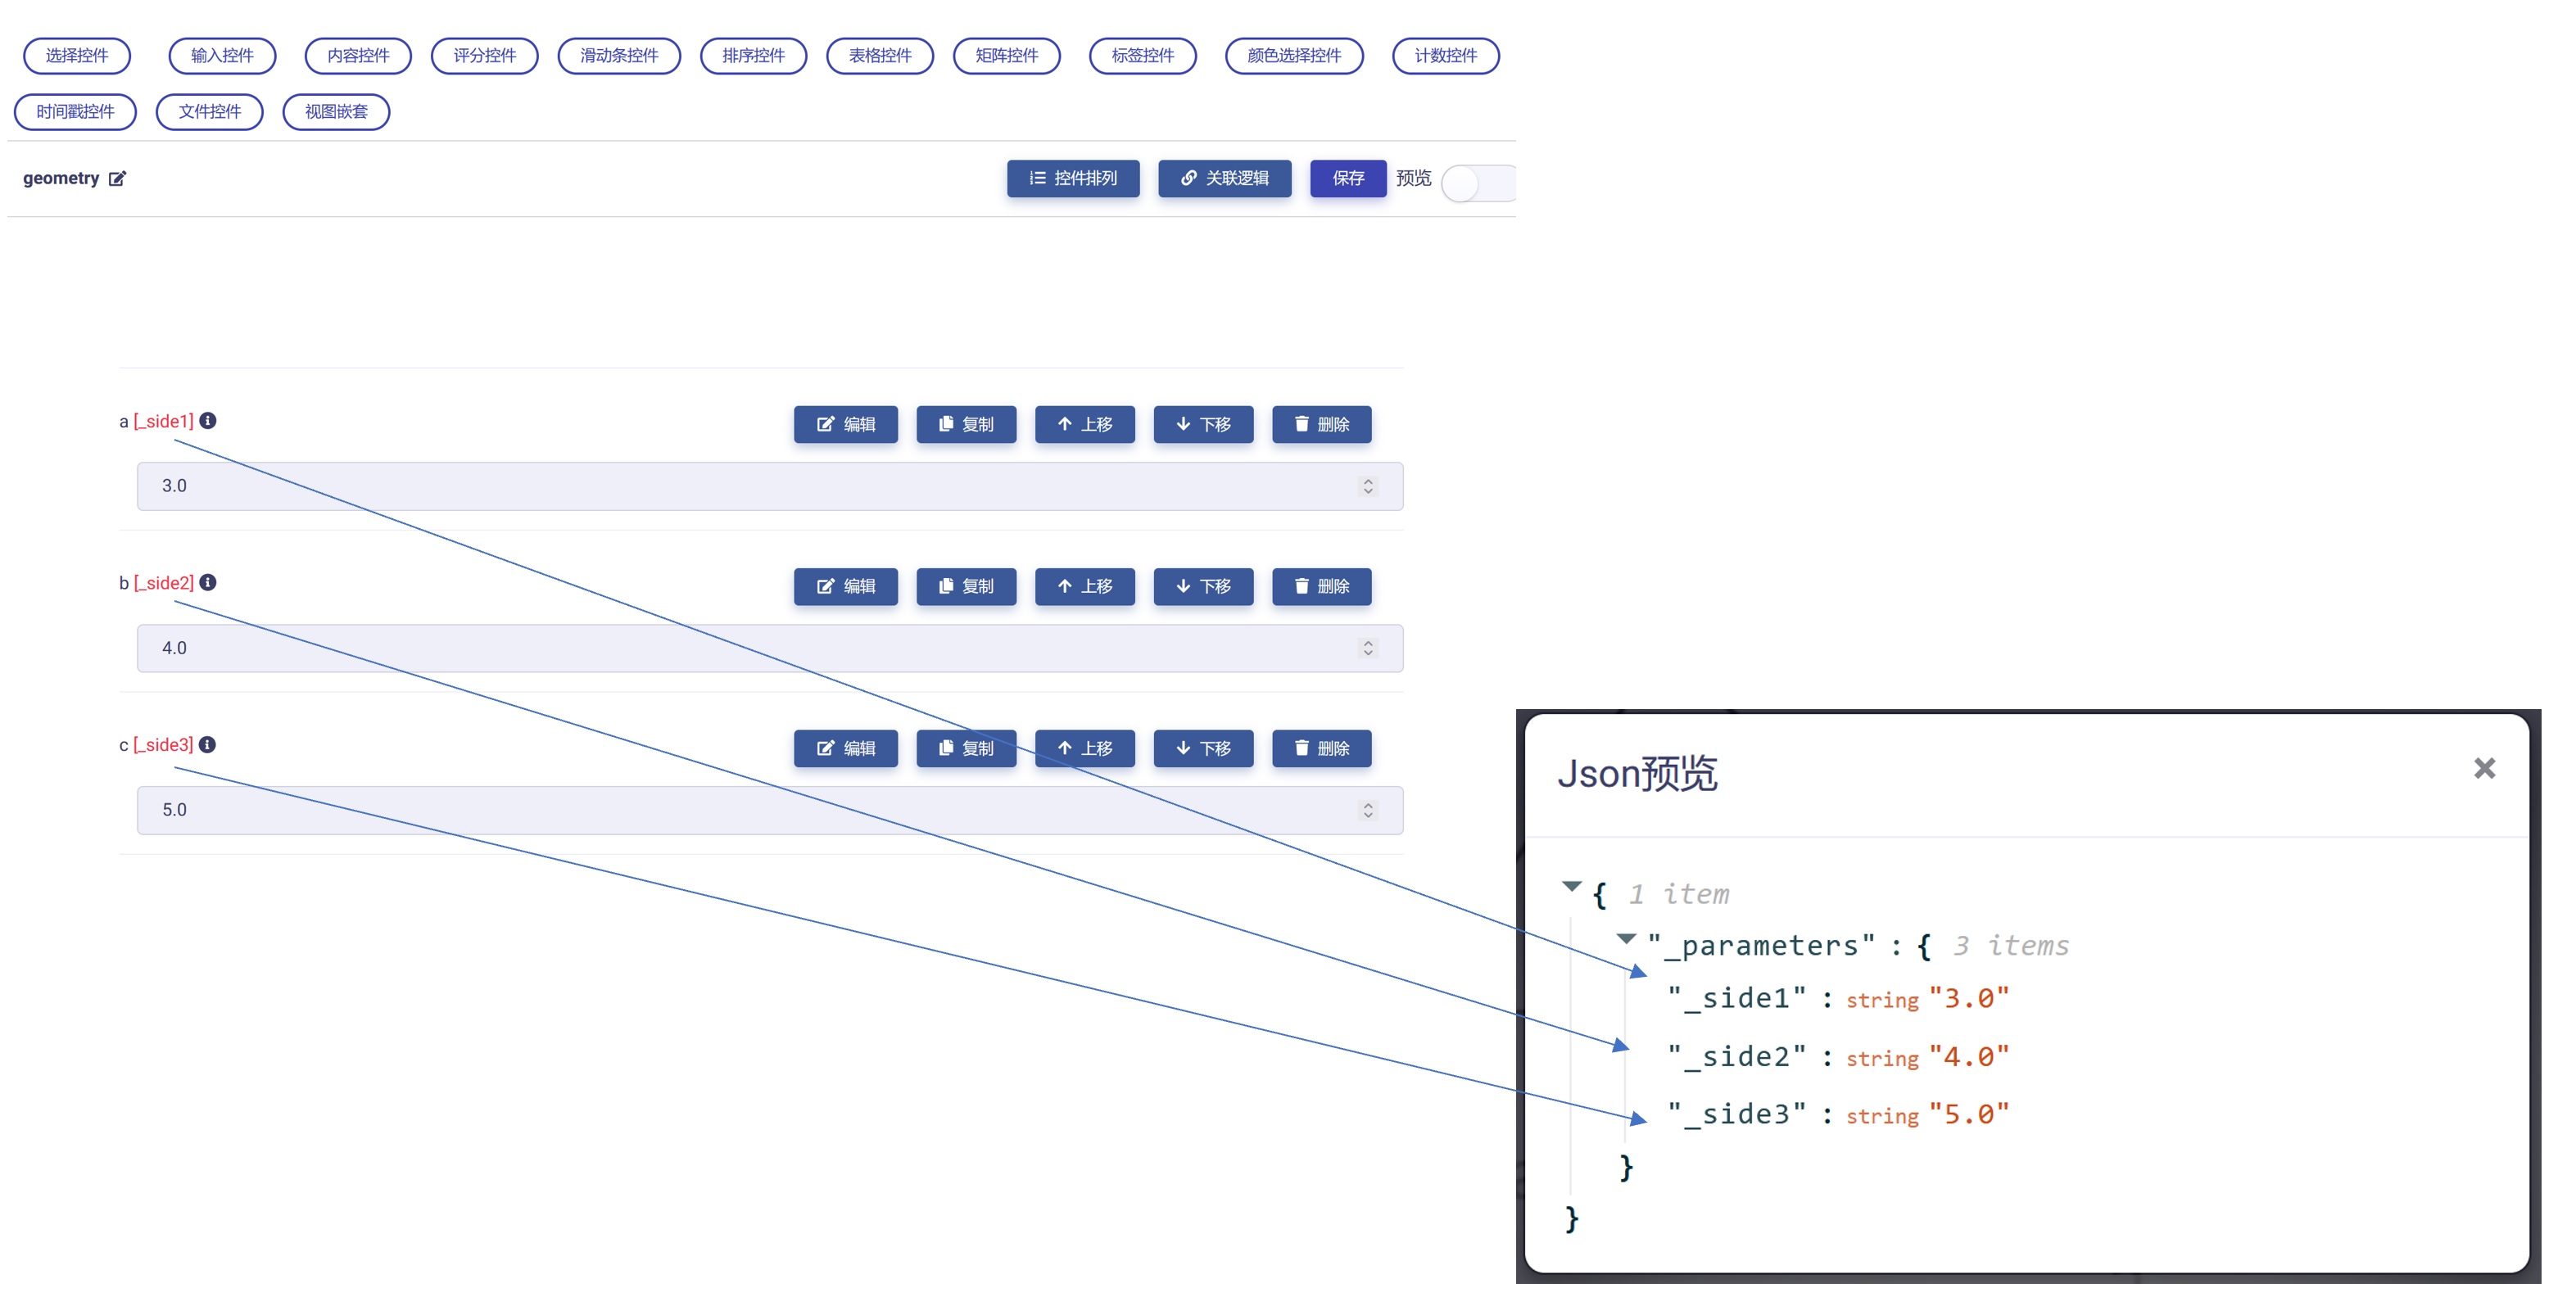 选择控件 输入控件 内容控件 评分控件 滑动条控件 排序控件 表格控件 矩阵控件 标签控件 颜色选择控件 计数控件
时间戳控件 文件控件 视图嵌套
geometry 控件排列 关联逻辑 保存 预览
a [_side1] 编辑 复制 上移 下移 删除
3.0
b [_side2] 编辑 复制 上移 下移 删除
4.0
c [_side3] 编辑 复制 上移 下移 删除
5.0
Json预览
{ 1 item
"_parameters" : { 3 items
"_side1" : string "3.0"
"_side2" : string "4.0"
"_side3" : string "5.0"
}
}